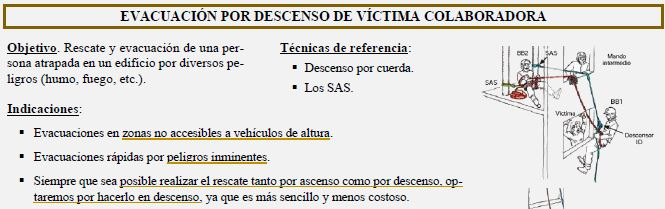 EVACUACIÓN POR DESCENSO DE VÍCTIMA COLABORADORA
Objetivo. Rescate y evacuación de una per-
sona atrapada en un edificio por diversos pe-
ligros (humo, fuego, etc.).
Técnicas de referencia:
▪ Descenso por cuerda.
▪ Los SAS.
Indicaciones:
▪ Evacuaciones en zonas no accesibles a vehículos de altura.
▪ Evacuaciones rápidas por peligros inminentes.
▪ Siempre que sea posible realizar el rescate tanto por ascenso como por descenso, op-
taremos por hacerlo en descenso, ya que es más sencillo y menos costoso.
BB2
SAS
Mando
intermedio
SAS
Víctima
BB1
Descensor
ID